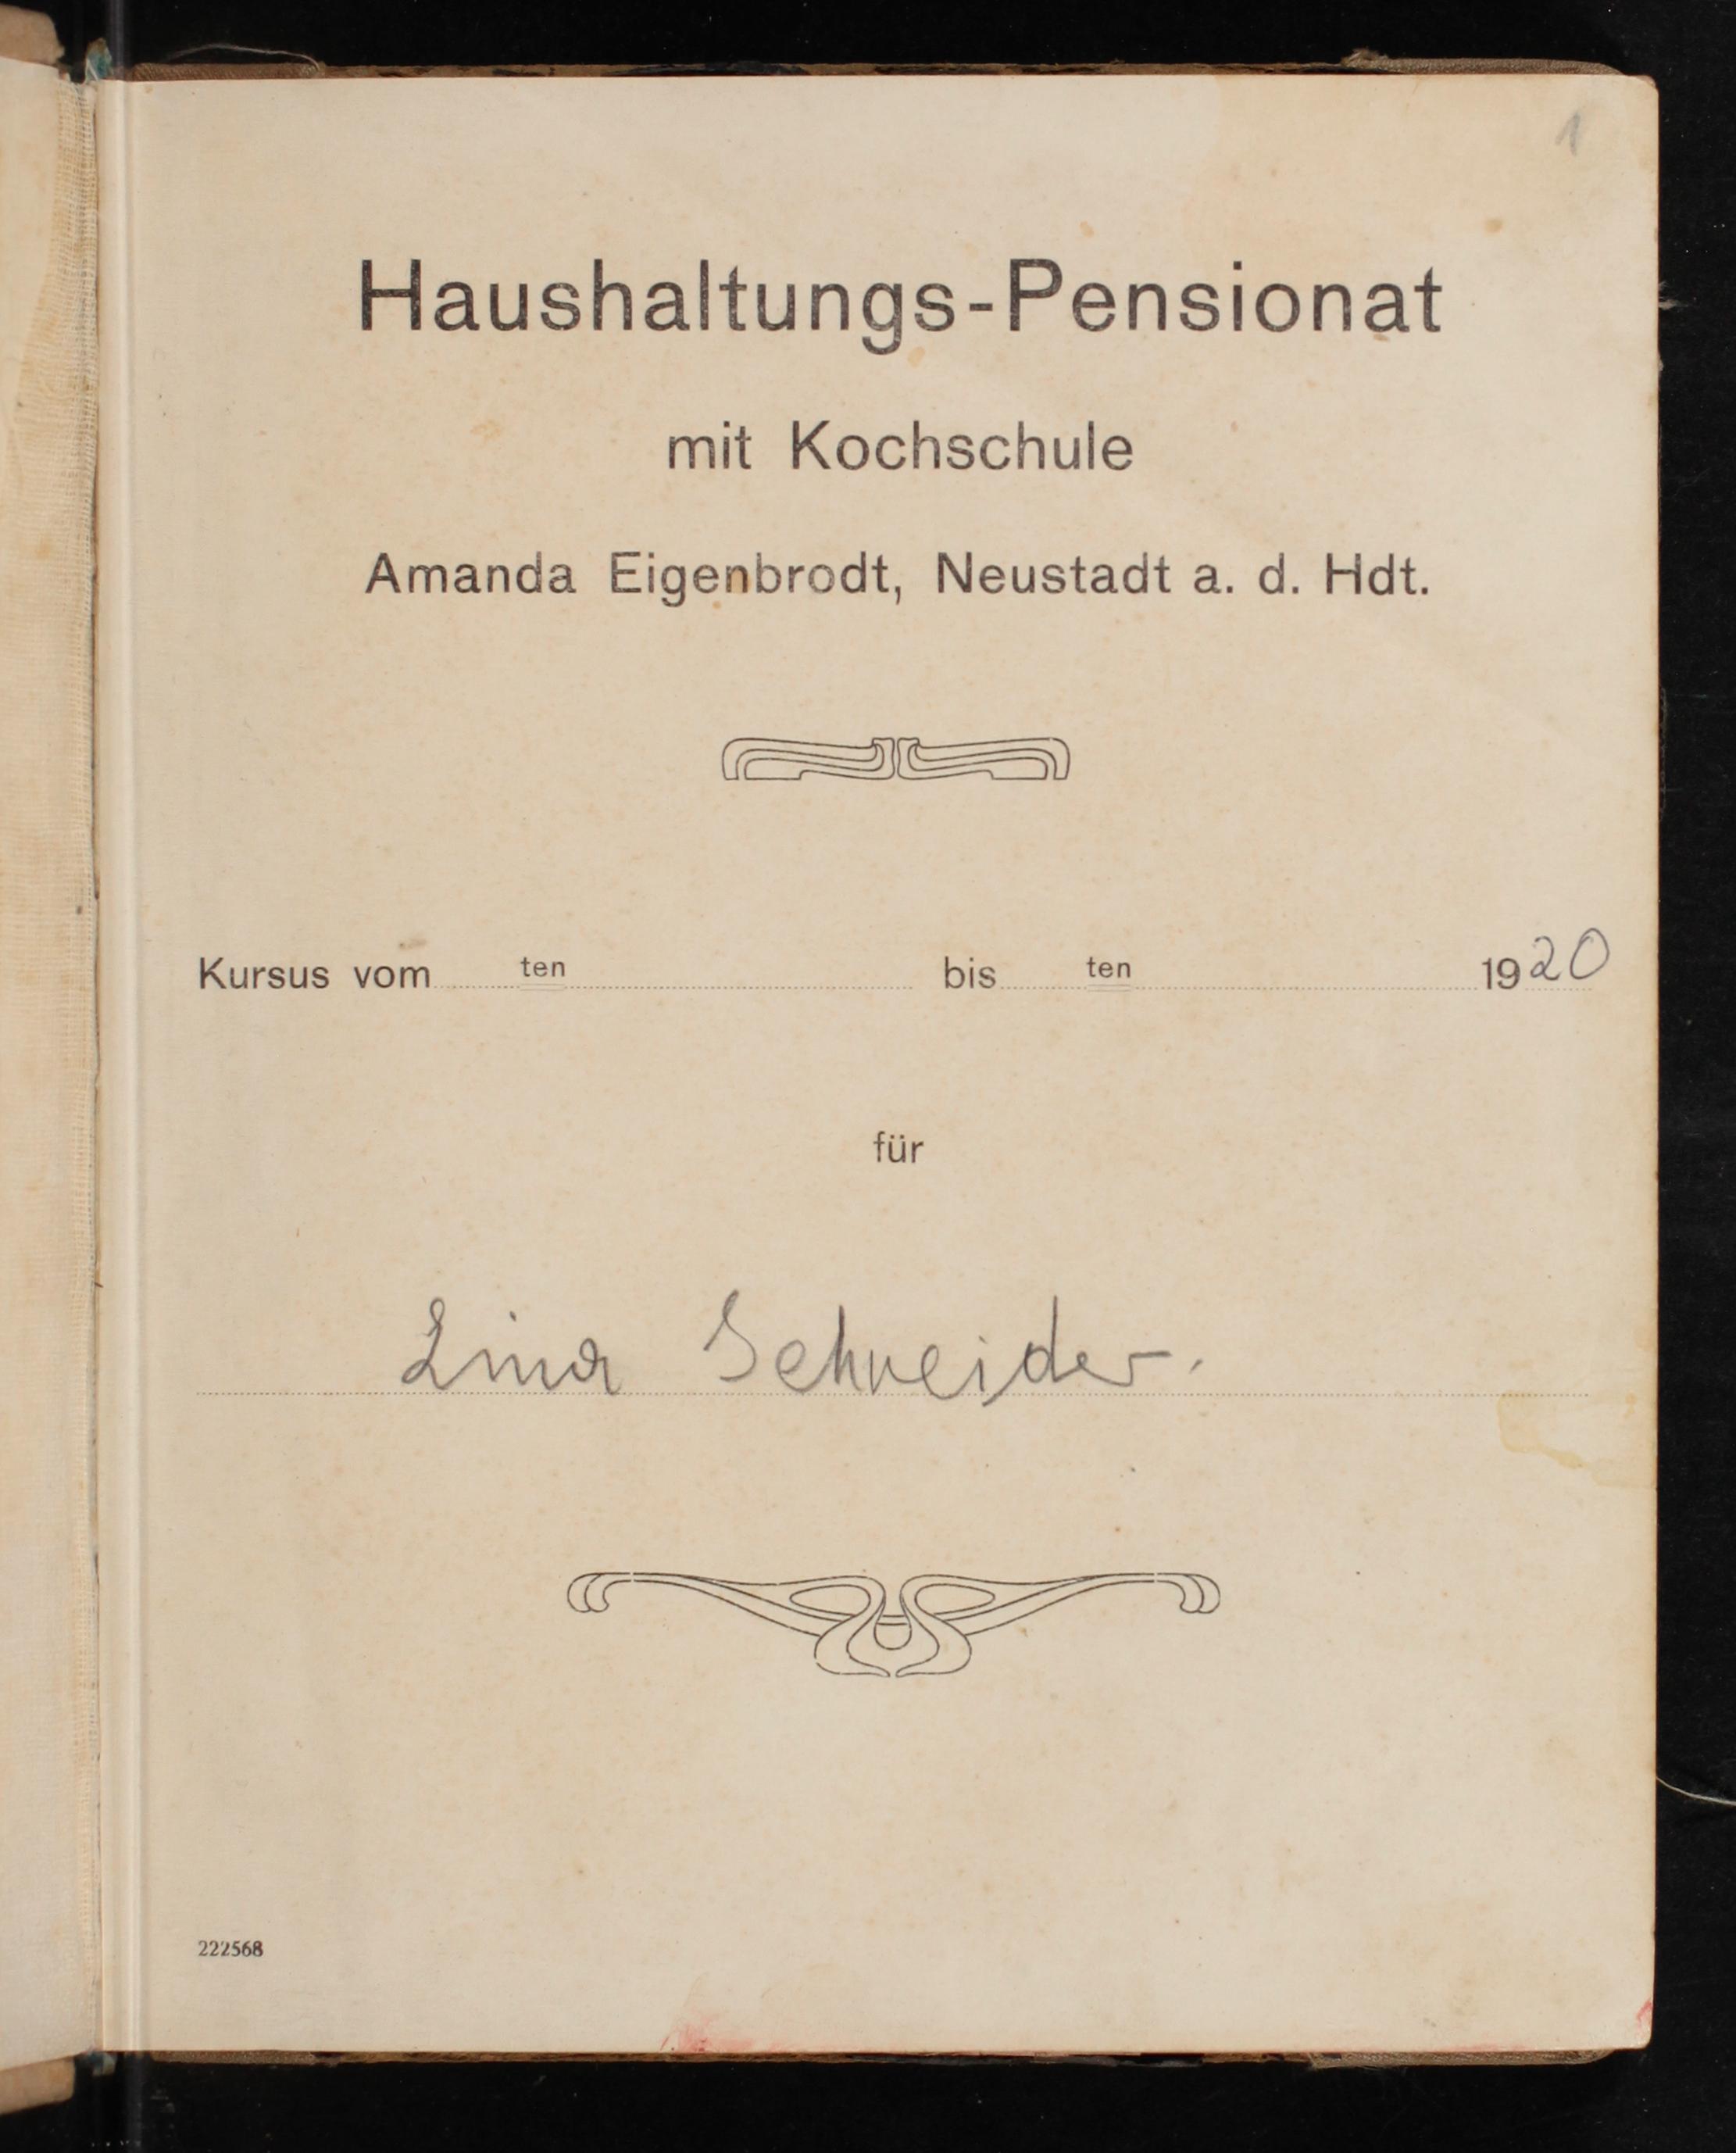 1
Haushaltungs-Pensionat
mit Kochschule
Amanda Eigenbrodt, Neustadt a. d. Hdt.
Kursus vom ten bis ten 1920
für
Lina Schneider.
222568